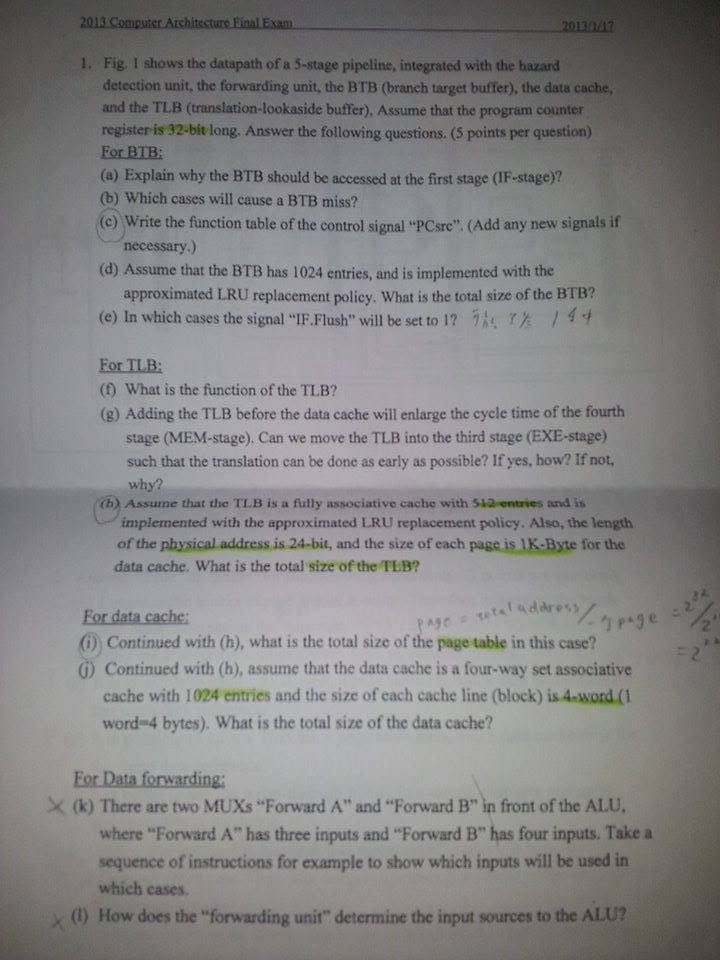 2013 Computer Architecture Final Exam 2013/1/17
1. Fig. 1 shows the datapath of a 5-stage pipeline, integrated with the hazard
detection unit, the forwarding unit, the BTB (branch target buffer), the data cache,
and the TLB (translation-lookaside buffer). Assume that the program counter
register is 32-bit long. Answer the following questions. (5 points per question)
For BTB:
(a) Explain why the BTB should be accessed at the first stage (IF-stage)?
(b) Which cases will cause a BTB miss?
(c) Write the function table of the control signal “PCsrc”. (Add any new signals if
necessary.)
(d) Assume that the BTB has 1024 entries, and is implemented with the
approximated LRU replacement policy. What is the total size of the BTB?
(e) In which cases the signal “IF.Flush” will be set to 1?
For TLB:
(f) What is the function of the TLB?
(g) Adding the TLB before the data cache will enlarge the cycle time of the fourth
stage (MEM-stage). Can we move the TLB into the third stage (EXE-stage)
such that the translation can be done as early as possible? If yes, how? If not,
why?
(h) Assume that the TLB is a fully associative cache with 512 entries and is
implemented with the approximated LRU replacement policy. Also, the length
of the physical address is 24-bit, and the size of each page is 1K-Byte for the
data cache. What is the total size of the TLB?
For data cache: page = total address/ page = 2^32/
(i) Continued with (h), what is the total size of the page table in this case?
(j) Continued with (h), assume that the data cache is a four-way set associative
cache with 1024 entries and the size of each cache line (block) is 4-word (1
word=4 bytes). What is the total size of the data cache?
For Data forwarding:
(k) There are two MUXs “Forward A” and “Forward B” in front of the ALU,
where “Forward A” has three inputs and “Forward B” has four inputs. Take a
sequence of instructions for example to show which inputs will be used in
which cases.
(l) How does the “forwarding unit” determine the input sources to the ALU?